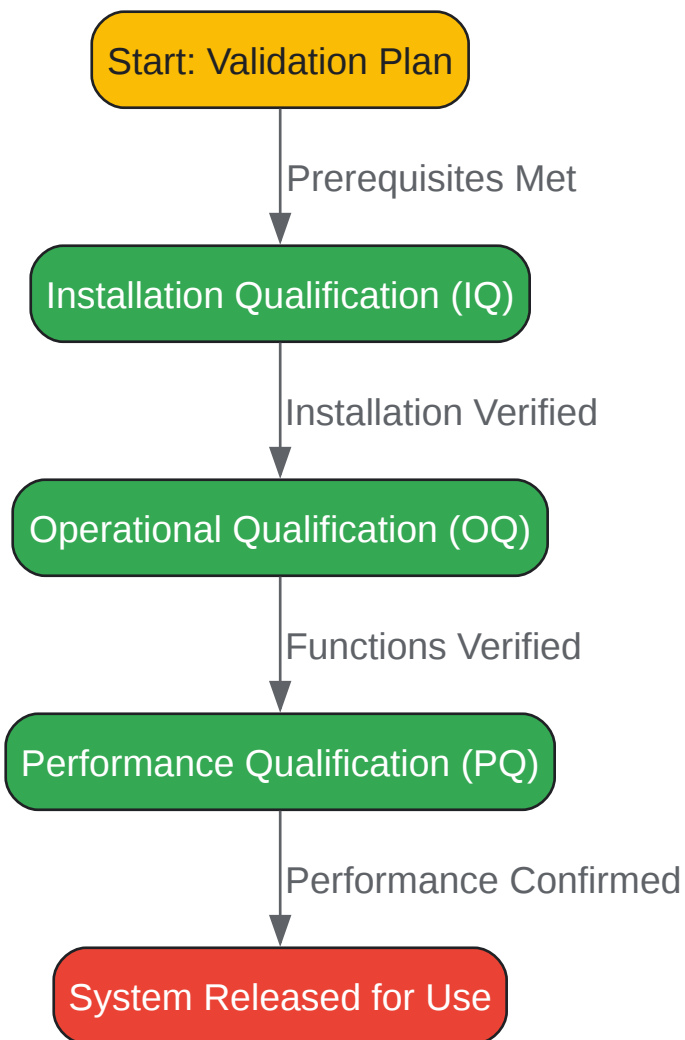 Start: Validation Plan
Prerequisites Met
Installation Qualification (IQ)
Installation Verified
Operational Qualification (OQ)
Functions Verified
Performance Qualification (PQ)
Performance Confirmed
System Released for Use